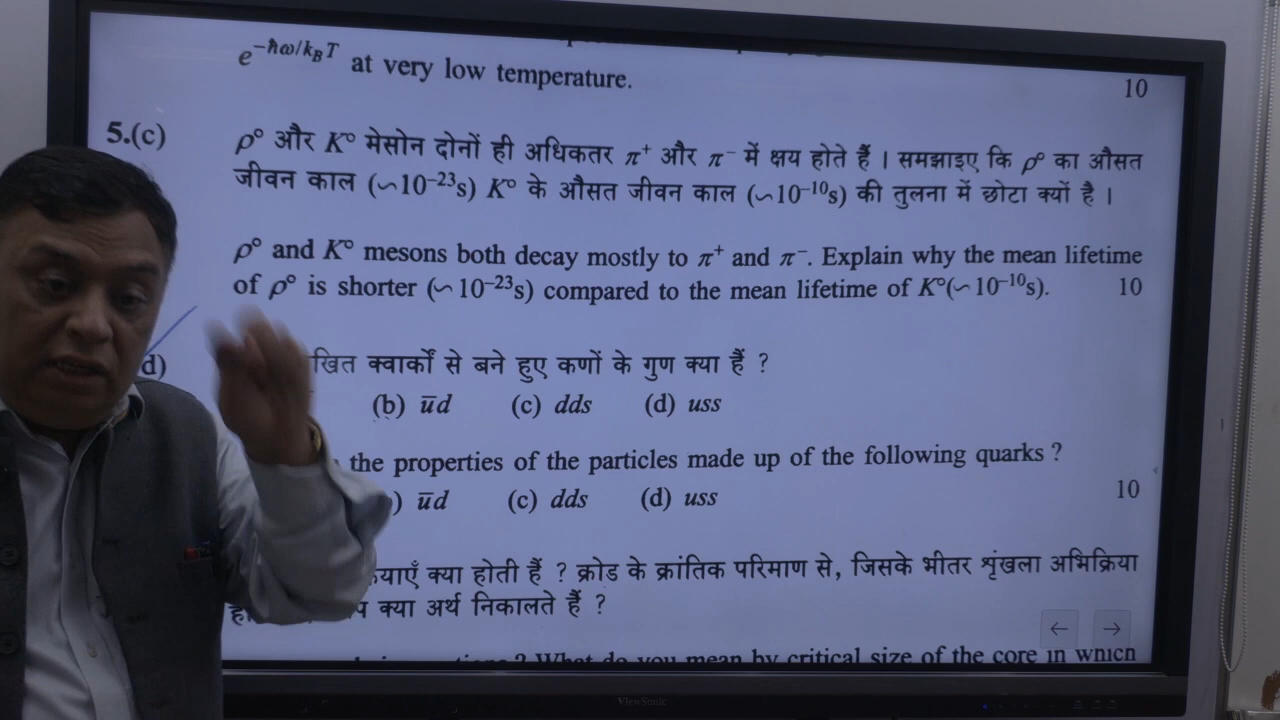 e^{-ħω/k_BT} at very low temperature.
10
5.(c) ρ° और K° मेसोन दोनों ही अधिकतर π⁺ और π⁻ में क्षय होते हैं । समझाइए कि ρ° का औसत
जीवन काल (∽10⁻²³s) K° के औसत जीवन काल (∽10⁻¹⁰s) की तुलना में छोटा क्यों है ।
ρ° and K° mesons both decay mostly to π⁺ and π⁻. Explain why the mean lifetime
of ρ° is shorter (∽ 10⁻²³s) compared to the mean lifetime of K°(∽ 10⁻¹⁰s). 10
d) खित क्वार्कों से बने हुए कणों के गुण क्या हैं ?
(b) u̅d (c) dds (d) uss
the properties of the particles made up of the following quarks ?
) u̅d (c) dds (d) uss
10
याएँ क्या होती हैं ? क्रोड के क्रांतिक परिमाण से, जिसके भीतर शृंखला अभिक्रिया
क्या अर्थ निकालते हैं ?
← →
? What do you mean by critical size of the core in which
ViewSonic